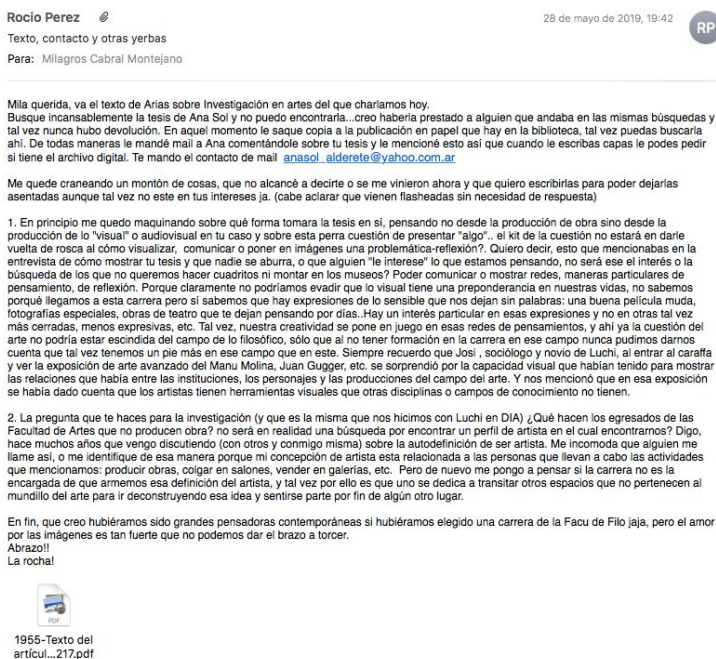 Rocio Perez
28 de mayo de 2019, 19:42
RP
Texto, contacto y otras yerbas
Para: Milagros Cabral Montejano
Mila querida, va el texto de Arias sobre Investigación en artes del que charlamos hoy.
Busque incansablemente la tesis de Ana Sol y no puedo encontrarla...creo haberla prestado a alguien que andaba en las mismas búsquedas y
tal vez nunca hubo devolución. En aquel momento le saque copia a la publicación en papel que hay en la biblioteca, tal vez puedas buscarla
ahí. De todas maneras le mandé mail a Ana comentándole sobre tu tesis y le mencioné esto así que cuando le escribas capas le podes pedir
si tiene el archivo digital. Te mando el contacto de mail anasol_alderete@yahoo.com.ar
Me quede craneando un montón de cosas, que no alcancé a decirte o se me vinieron ahora y que quiero escribirlas para poder dejarlas
asentadas aunque tal vez no este en tus intereses ja. (cabe aclarar que vienen flasheadas sin necesidad de respuesta)
1. En principio me quedo maquinando sobre qué forma tomara la tesis en sí, pensando no desde la producción de obra sino desde la
producción de lo "visual" o audiovisual en tu caso y sobre esta perra cuestión de presentar "algo".. el kit de la cuestión no estará en darle
vuelta de rosca al cómo visualizar, comunicar o poner en imágenes una problemática-reflexión?. Quiero decir, esto que mencionabas en la
entrevista de cómo mostrar tu tesis y que nadie se aburra, o que alguien "le interese" lo que estamos pensando, no será ese el interés o la
búsqueda de los que no queremos hacer cuadritos ni montar en los museos? Poder comunicar o mostrar redes, maneras particulares de
pensamiento, de reflexión. Porque claramente no podríamos evadir que lo visual tiene una preponderancia en nuestras vidas, no sabemos
porqué llegamos a esta carrera pero sí sabemos que hay expresiones de lo sensible que nos dejan sin palabras: una buena película muda,
fotografías especiales, obras de teatro que te dejan pensando por días..Hay un interés particular en esas expresiones y no en otras tal vez
más cerradas, menos expresivas, etc. Tal vez, nuestra creatividad se pone en juego en esas redes de pensamientos, y ahí ya la cuestión del
arte no podría estar escindida del campo de lo filosófico, sólo que al no tener formación en la carrera en ese campo nunca pudimos darnos
cuenta que tal vez tenemos un pie más en ese campo que en este. Siempre recuerdo que Josi , sociólogo y novio de Luchi, al entrar al caraffa
y ver la exposición de arte avanzado del Manu Molina, Juan Gugger, etc. se sorprendió por la capacidad visual que habían tenido para mostrar
las relaciones que había entre las instituciones, los personajes y las producciones del campo del arte. Y nos mencionó que en esa exposición
se había dado cuenta que los artistas tienen herramientas visuales que otras disciplinas o campos de conocimiento no tienen.
2. La pregunta que te haces para la investigación (y que es la misma que nos hicimos con Luchi en DIA) ¿Qué hacen los egresados de las
Facultad de Artes que no producen obra? no será en realidad una búsqueda por encontrar un perfil de artista en el cual encontrarnos? Digo,
hace muchos años que vengo discutiendo (con otros y conmigo misma) sobre la autodefinición de ser artista. Me incomoda que alguien me
llame así, o me identifique de esa manera porque mi concepción de artista esta relacionada a las personas que llevan a cabo las actividades
que mencionamos: producir obras, colgar en salones, vender en galerías, etc. Pero de nuevo me pongo a pensar si la carrera no es la
encargada de que armemos esa definición del artista, y tal vez por ello es que uno se dedica a transitar otros espacios que no pertenecen al
mundillo del arte para ir deconstruyendo esa idea y sentirse parte por fin de algún otro lugar.
En fin, que creo hubiéramos sido grandes pensadoras contemporáneas si hubiéramos elegido una carrera de la Facu de Filo jaja, pero el amor
por las imágenes es tan fuerte que no podemos dar el brazo a torcer.
Abrazo!!
La rocha!
PDF
1955-Texto del
artícul...217.pdf